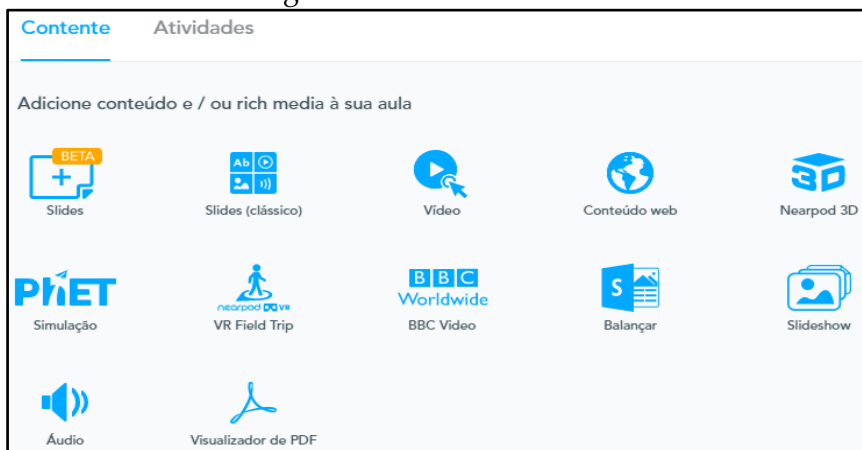 Contente Atividades
Adicione conteúdo e / ou rich media à sua aula
BETA
Ab
3D
Slides Slides (clássico) Vídeo Conteúdo web Nearpod 3D
PhET nearpod VR BBC Worldwide S
Simulação VR Field Trip BBC Video Balançar Slideshow
Áudio Visualizador de PDF